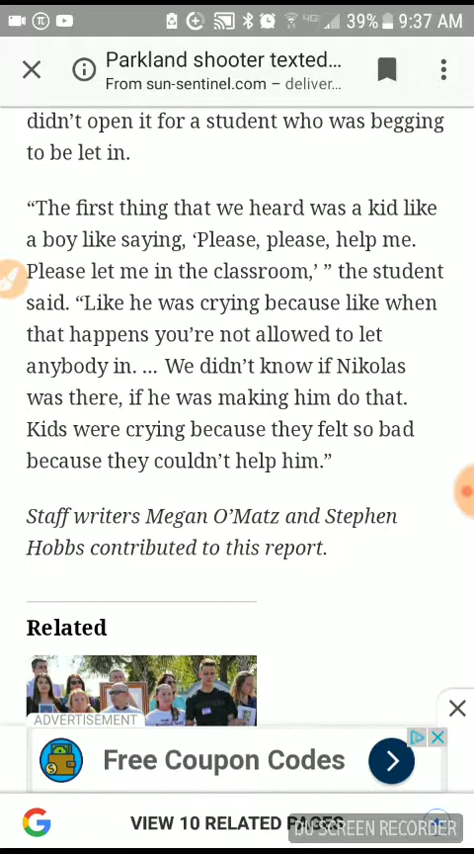 39% 9:37 AM
Parkland shooter texted...
From sun-sentinel.com – deliver...
didn’t open it for a student who was begging
to be let in.
“The first thing that we heard was a kid like
a boy like saying, ‘Please, please, help me.
Please let me in the classroom,’ ” the student
said. “Like he was crying because like when
that happens you’re not allowed to let
anybody in. ... We didn’t know if Nikolas
was there, if he was making him do that.
Kids were crying because they felt so bad
because they couldn’t help him.”
Staff writers Megan O’Matz and Stephen
Hobbs contributed to this report.
Related
ADVERTISEMENT
Free Coupon Codes
VIEW 10 RELATED PAGES
DU SCREEN RECORDER